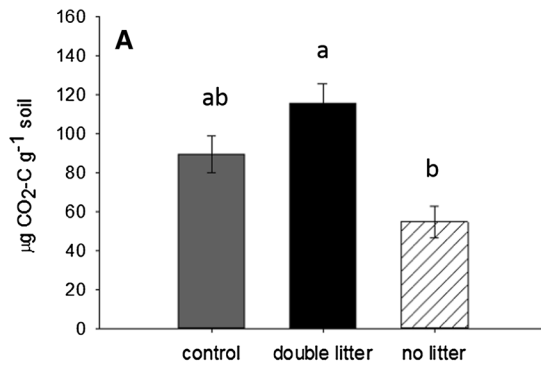 160
A
140
a
120
ab
100
80
b
60
40
20
0
µg CO₂-C g⁻¹ soil
control double litter no litter